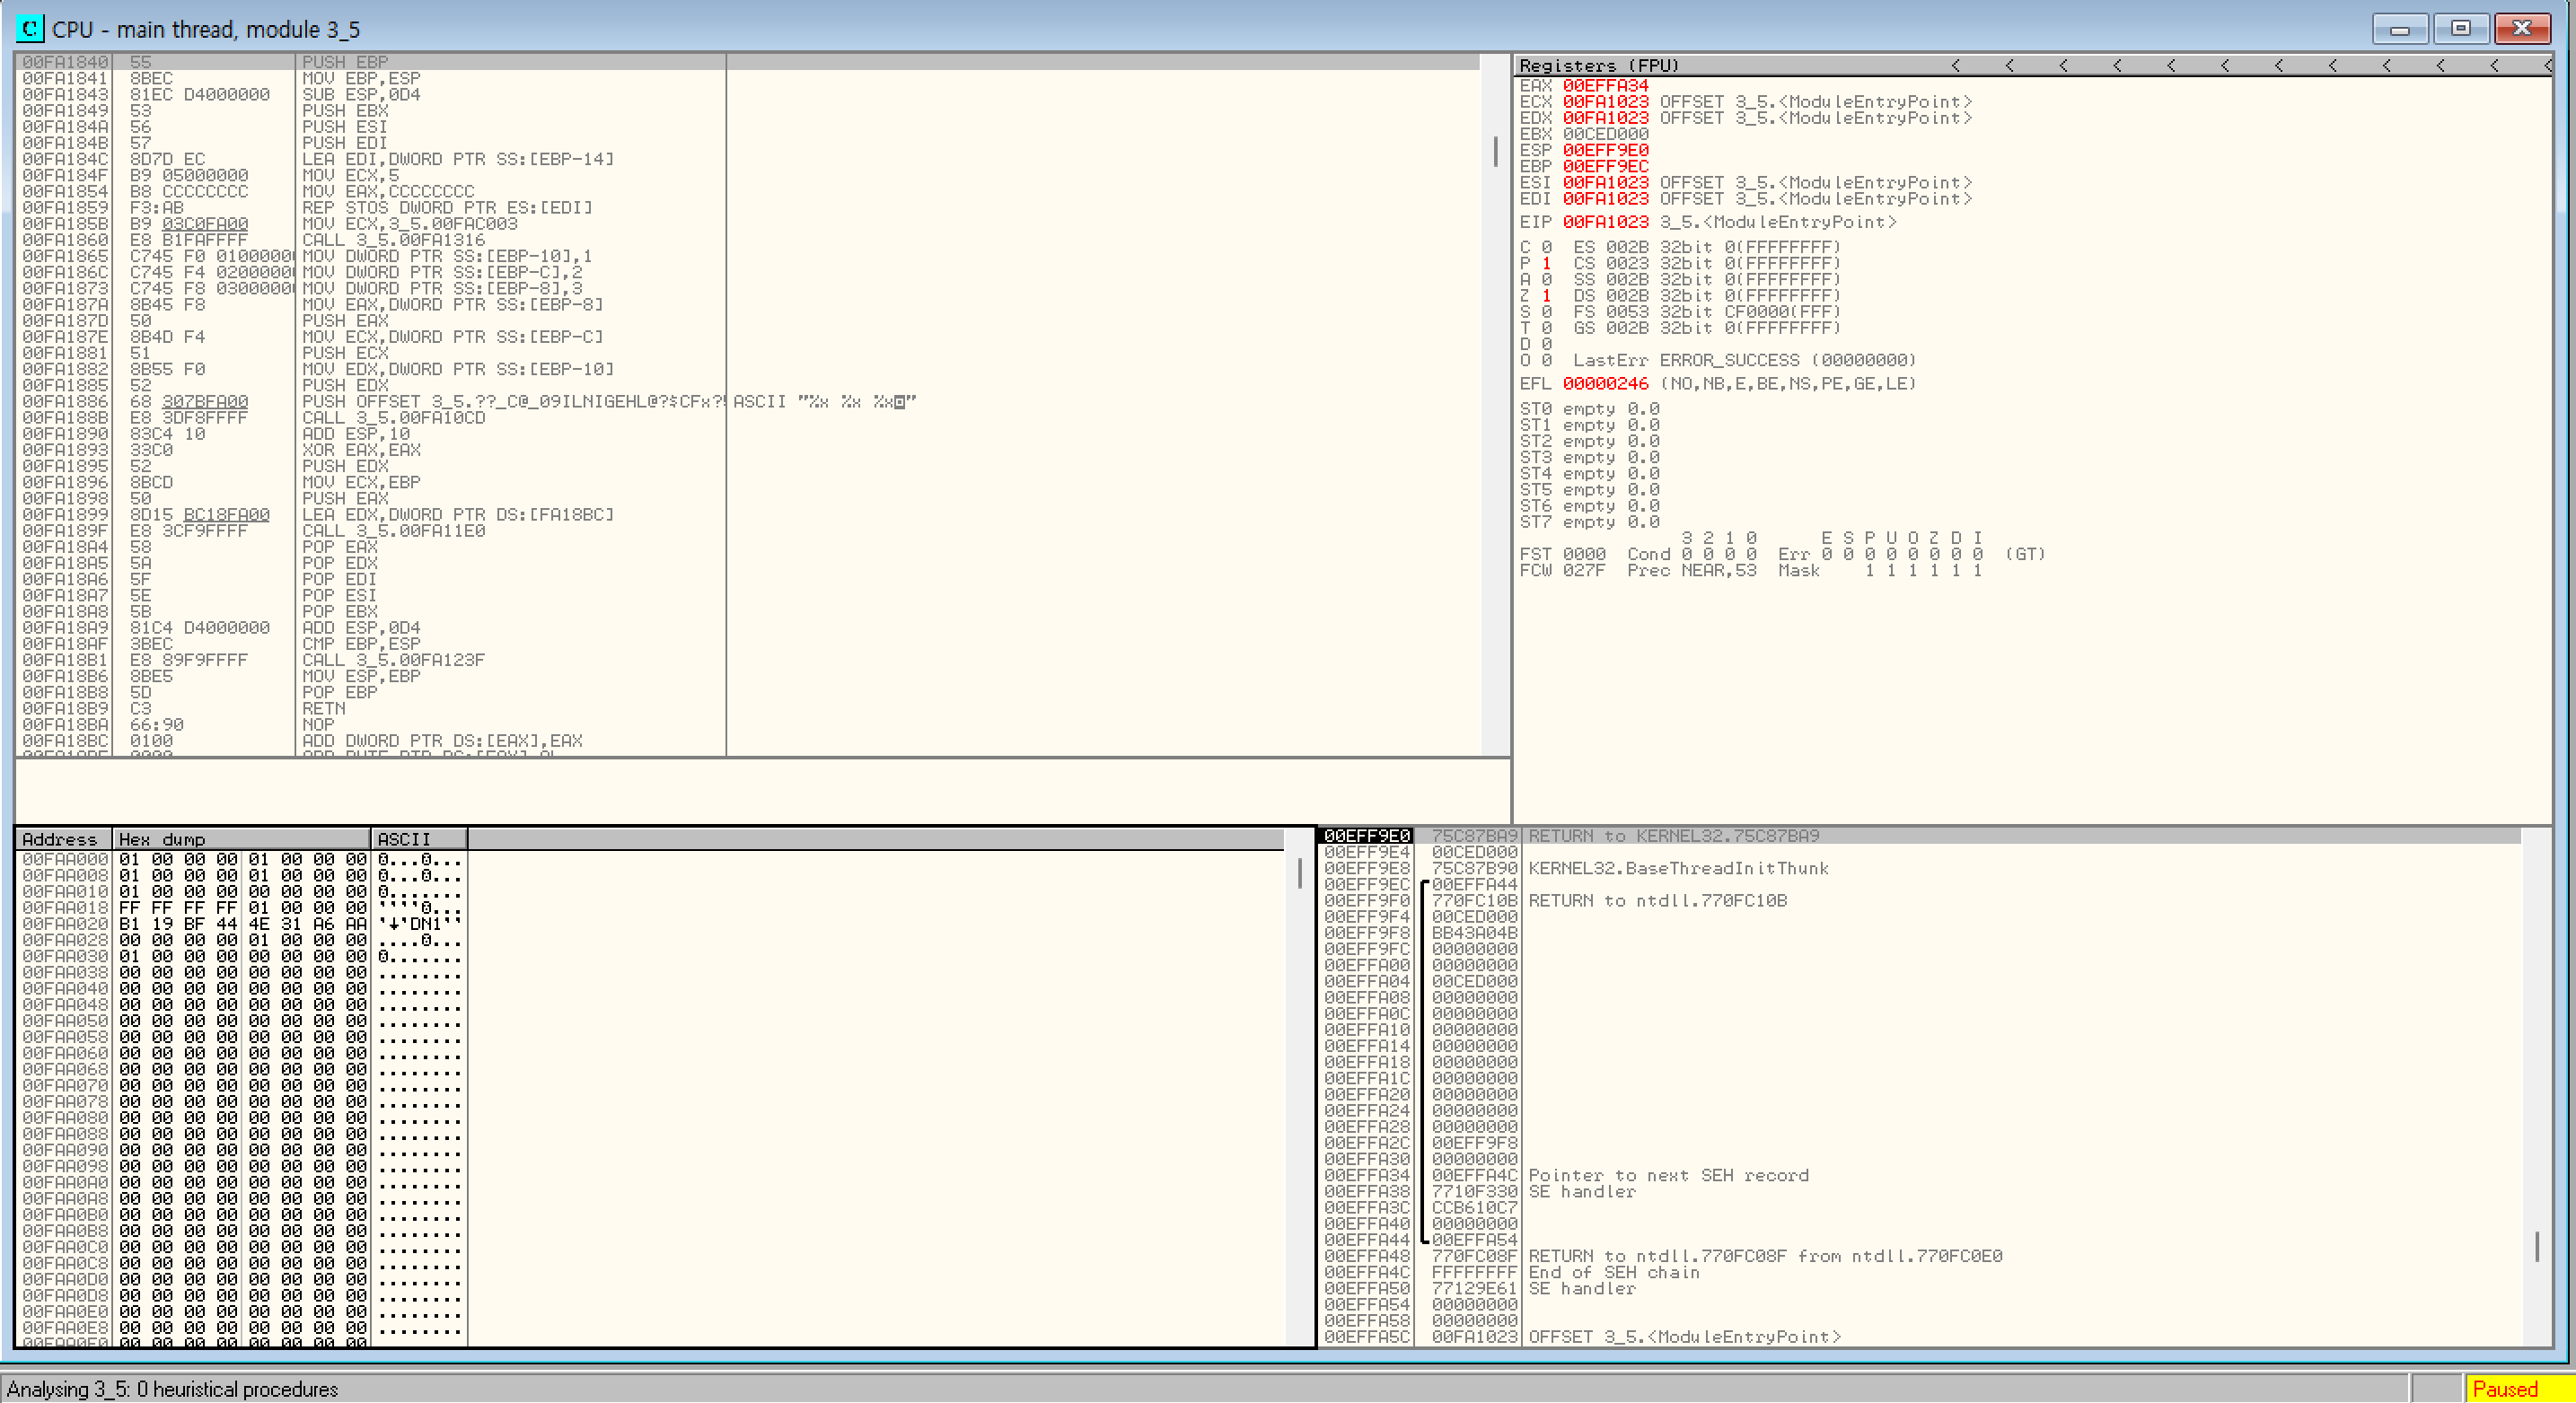 CPU - main thread, module 3_5
00FA1840 55 PUSH EBP
00FA1841 8BEC MOV EBP,ESP
00FA1843 81EC D4000000 SUB ESP,0D4
00FA1849 53 PUSH EBX
00FA184A 56 PUSH ESI
00FA184B 57 PUSH EDI
00FA184C 8D7D EC LEA EDI,DWORD PTR SS:[EBP-14]
00FA184F B9 05000000 MOV ECX,5
00FA1854 B8 CCCCCCCC MOV EAX,CCCCCCCC
00FA1859 F3:AB REP STOS DWORD PTR ES:[EDI]
00FA185B B9 03C0FA00 MOV ECX,3_5.00FAC003
00FA1860 E8 B1FAFFFF CALL 3_5.00FA1316
00FA1865 C745 F0 0100000 MOV DWORD PTR SS:[EBP-10],1
00FA186C C745 F4 0200000 MOV DWORD PTR SS:[EBP-C],2
00FA1873 C745 F8 0300000 MOV DWORD PTR SS:[EBP-8],3
00FA187A 8B45 F8 MOV EAX,DWORD PTR SS:[EBP-8]
00FA187D 50 PUSH EAX
00FA187E 8B4D F4 MOV ECX,DWORD PTR SS:[EBP-C]
00FA1881 51 PUSH ECX
00FA1882 8B55 F0 MOV EDX,DWORD PTR SS:[EBP-10]
00FA1885 52 PUSH EDX
00FA1886 68 307BFA00 PUSH OFFSET 3_5.??_C@_09ILNIGEHL@?$CFx?! ASCII "%x %x %x◙"
00FA188B E8 3DF8FFFF CALL 3_5.00FA10CD
00FA1890 83C4 10 ADD ESP,10
00FA1893 33C0 XOR EAX,EAX
00FA1895 52 PUSH EDX
00FA1896 8BCD MOV ECX,EBP
00FA1898 50 PUSH EAX
00FA1899 8D15 BC18FA00 LEA EDX,DWORD PTR DS:[FA18BC]
00FA189F E8 3CF9FFFF CALL 3_5.00FA11E0
00FA18A4 58 POP EAX
00FA18A5 5A POP EDX
00FA18A6 5F POP EDI
00FA18A7 5E POP ESI
00FA18A8 5B POP EBX
00FA18A9 81C4 D4000000 ADD ESP,0D4
00FA18AF 3BEC CMP EBP,ESP
00FA18B1 E8 89F9FFFF CALL 3_5.00FA123F
00FA18B6 8BE5 MOV ESP,EBP
00FA18B8 5D POP EBP
00FA18B9 C3 RETN
00FA18BA 66:90 NOP
00FA18BC 0100 ADD DWORD PTR DS:[EAX],EAX
Registers (FPU) < < < < < < < < < < < <
EAX 00EFFA34
ECX 00FA1023 OFFSET 3_5.<ModuleEntryPoint>
EDX 00FA1023 OFFSET 3_5.<ModuleEntryPoint>
EBX 00CED000
ESP 00EFF9E0
EBP 00EFF9EC
ESI 00FA1023 OFFSET 3_5.<ModuleEntryPoint>
EDI 00FA1023 OFFSET 3_5.<ModuleEntryPoint>
EIP 00FA1023 3_5.<ModuleEntryPoint>
C 0 ES 002B 32bit 0(FFFFFFFF)
P 1 CS 0023 32bit 0(FFFFFFFF)
A 0 SS 002B 32bit 0(FFFFFFFF)
Z 1 DS 002B 32bit 0(FFFFFFFF)
S 0 FS 0053 32bit CF0000(FFF)
T 0 GS 002B 32bit 0(FFFFFFFF)
D 0
O 0 LastErr ERROR_SUCCESS (00000000)
EFL 00000246 (NO,NB,E,BE,NS,PE,GE,LE)
ST0 empty 0.0
ST1 empty 0.0
ST2 empty 0.0
ST3 empty 0.0
ST4 empty 0.0
ST5 empty 0.0
ST6 empty 0.0
ST7 empty 0.0
3 2 1 0 E S P U O Z D I
FST 0000 Cond 0 0 0 0 Err 0 0 0 0 0 0 0 0 (GT)
FCW 027F Prec NEAR,53 Mask 1 1 1 1 1 1
Address Hex dump ASCII
00FAA000 01 00 00 00 01 00 00 00 0...0...
00FAA008 01 00 00 00 01 00 00 00 0...0...
00FAA010 01 00 00 00 00 00 00 00 0.......
00FAA018 FF FF FF FF 01 00 00 00 ''''0...
00FAA020 B1 19 BF 44 4E 31 A6 AA '↓'DN1''
00FAA028 00 00 00 00 01 00 00 00 ....0...
00FAA030 01 00 00 00 00 00 00 00 0.......
00FAA038 00 00 00 00 00 00 00 00 ........
00FAA040 00 00 00 00 00 00 00 00 ........
00FAA048 00 00 00 00 00 00 00 00 ........
00FAA050 00 00 00 00 00 00 00 00 ........
00FAA058 00 00 00 00 00 00 00 00 ........
00FAA060 00 00 00 00 00 00 00 00 ........
00FAA068 00 00 00 00 00 00 00 00 ........
00FAA070 00 00 00 00 00 00 00 00 ........
00FAA078 00 00 00 00 00 00 00 00 ........
00FAA080 00 00 00 00 00 00 00 00 ........
00FAA088 00 00 00 00 00 00 00 00 ........
00FAA090 00 00 00 00 00 00 00 00 ........
00FAA098 00 00 00 00 00 00 00 00 ........
00FAA0A0 00 00 00 00 00 00 00 00 ........
00FAA0A8 00 00 00 00 00 00 00 00 ........
00FAA0B0 00 00 00 00 00 00 00 00 ........
00FAA0B8 00 00 00 00 00 00 00 00 ........
00FAA0C0 00 00 00 00 00 00 00 00 ........
00FAA0C8 00 00 00 00 00 00 00 00 ........
00FAA0D0 00 00 00 00 00 00 00 00 ........
00FAA0D8 00 00 00 00 00 00 00 00 ........
00FAA0E0 00 00 00 00 00 00 00 00 ........
00FAA0E8 00 00 00 00 00 00 00 00 ........
00FAA0F0 00 00 00 00 00 00 00 00
00EFF9E0 75C87BA9 RETURN to KERNEL32.75C87BA9
00EFF9E4 00CED000
00EFF9E8 75C87B90 KERNEL32.BaseThreadInitThunk
00EFF9EC 00EFFA44
00EFF9F0 770FC10B RETURN to ntdll.770FC10B
00EFF9F4 00CED000
00EFF9F8 BB43A04B
00EFF9FC 00000000
00EFFA00 00000000
00EFFA04 00CED000
00EFFA08 00000000
00EFFA0C 00000000
00EFFA10 00000000
00EFFA14 00000000
00EFFA18 00000000
00EFFA1C 00000000
00EFFA20 00000000
00EFFA24 00000000
00EFFA28 00000000
00EFFA2C 00EFF9F8
00EFFA30 00000000
00EFFA34 00EFFA4C Pointer to next SEH record
00EFFA38 7710F330 SE handler
00EFFA3C CCB610C7
00EFFA40 00000000
00EFFA44 00EFFA54
00EFFA48 770FC08F RETURN to ntdll.770FC08F from ntdll.770FC0E0
00EFFA4C FFFFFFFF End of SEH chain
00EFFA50 77129E61 SE handler
00EFFA54 00000000
00EFFA58 00000000
00EFFA5C 00FA1023 OFFSET 3_5.<ModuleEntryPoint>
Analysing 3_5: 0 heuristical procedures
Paused